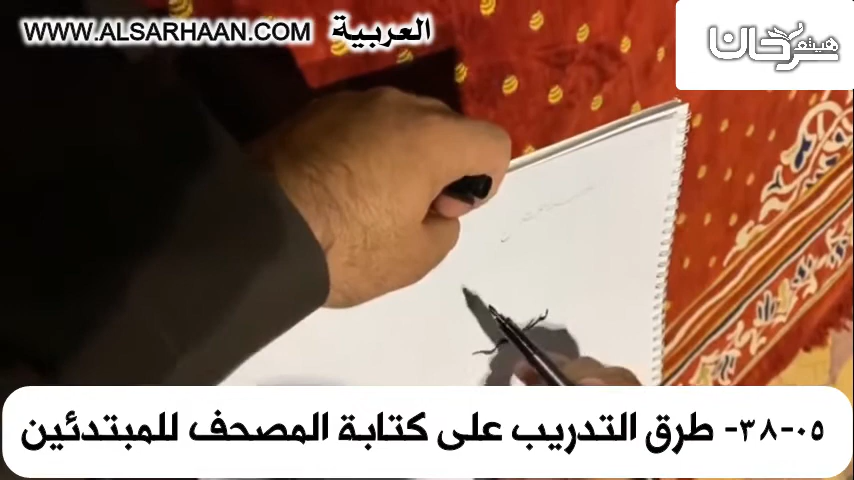 WWW.ALSARHAAN.COM العربية
هيثم سرحان
٠٥-٣٨- طرق التدريب على كتابة المصحف للمبتدئين